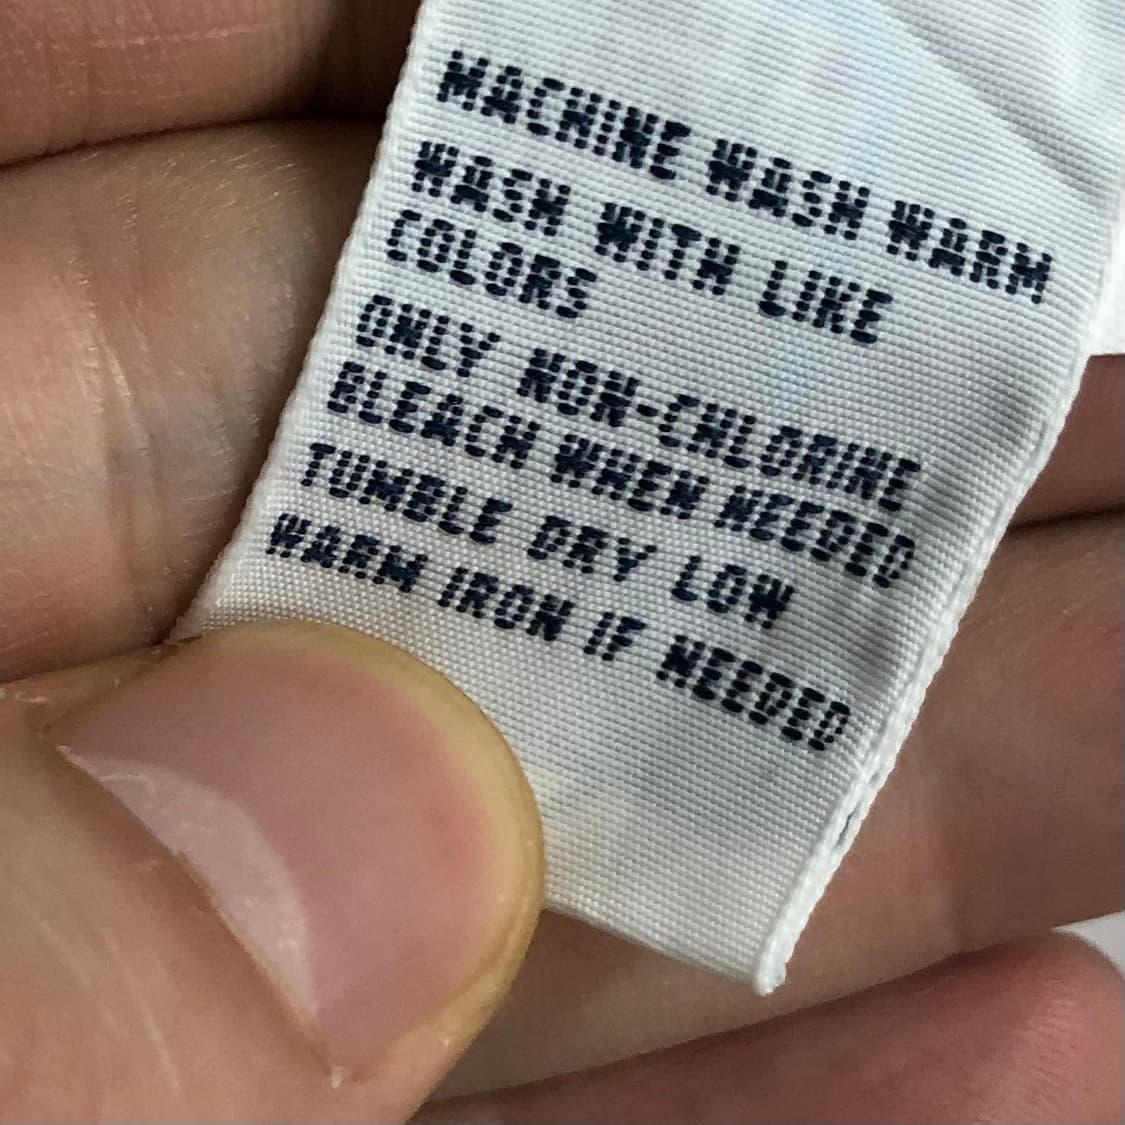 MACHINE WASH WARM
WASH WITH LIKE
COLORS
ONLY NON-CHLORINE
BLEACH WHEN NEEDED
TUMBLE DRY LOW
WARM IRON IF NEEDED